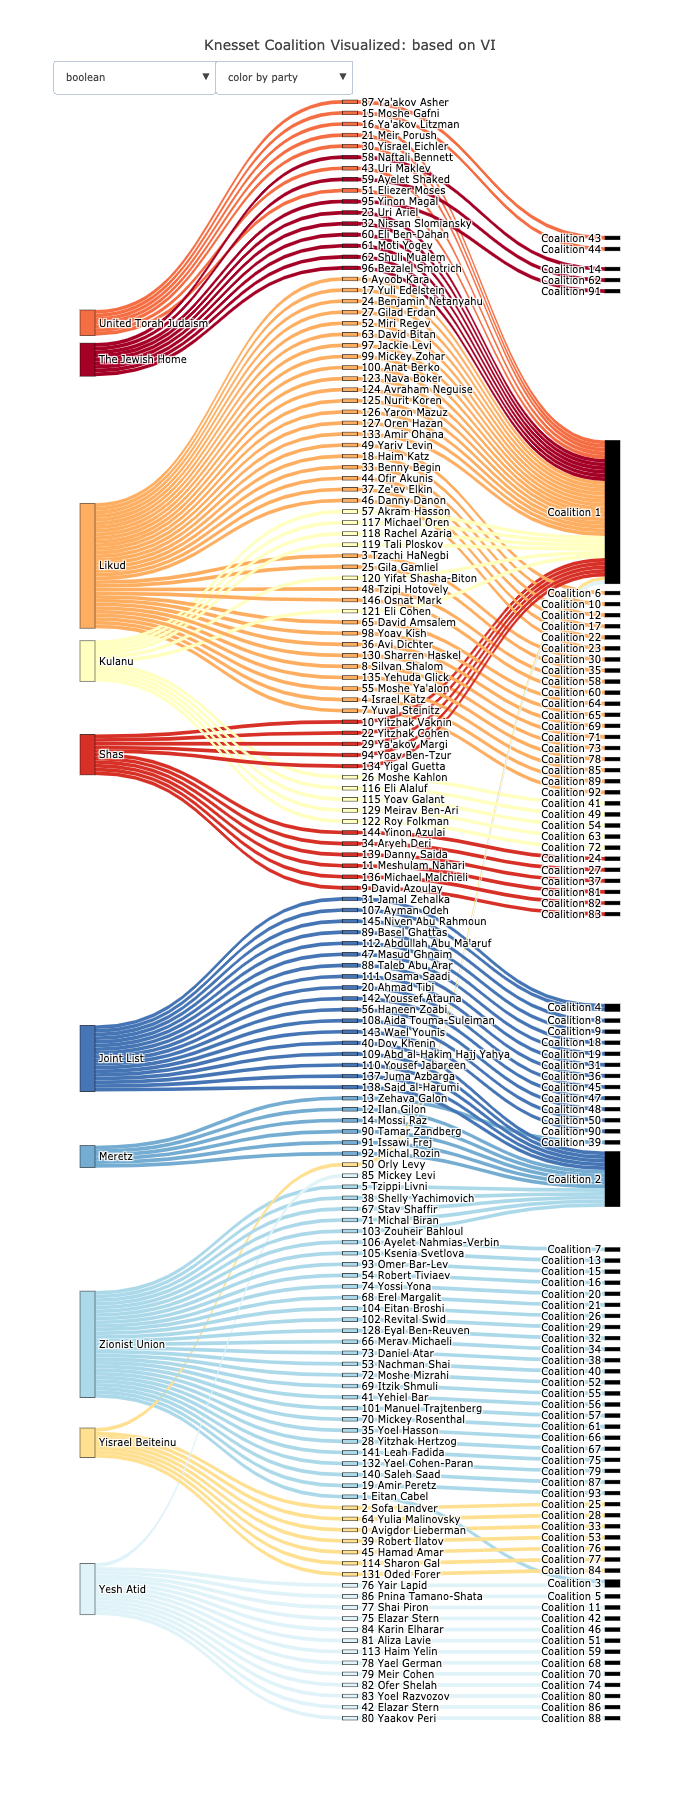 Knesset Coalition Visualized: based on VI
boolean
color by party
United Torah Judaism
The Jewish Home
Likud
Kulanu
Shas
Joint List
Meretz
Zionist Union
Yisrael Beiteinu
Yesh Atid
87 Ya'akov Asher
15 Moshe Gafni
16 Ya'akov Litzman
21 Meir Porush
30 Yisrael Eichler
58 Naftali Bennett
43 Uri Maklev
59 Ayelet Shaked
51 Eliezer Moses
95 Yinon Magal
23 Uri Ariel
32 Nissan Slomiansky
60 Eli Ben-Dahan
61 Moti Yogev
62 Shuli Mualem
96 Bezalel Smotrich
6 Ayoob Kara
17 Yuli Edelstein
24 Benjamin Netanyahu
27 Gilad Erdan
52 Miri Regev
63 David Bitan
97 Jackie Levi
99 Mickey Zohar
100 Anat Berko
123 Nava Boker
124 Avraham Neguise
125 Nurit Koren
126 Yaron Mazuz
127 Oren Hazan
133 Amir Ohana
49 Yariv Levin
18 Haim Katz
33 Benny Begin
44 Ofir Akunis
37 Ze'ev Elkin
46 Danny Danon
57 Akram Hasson
117 Michael Oren
118 Rachel Azaria
119 Tali Ploskov
3 Tzachi HaNegbi
25 Gila Gamliel
120 Yifat Shasha-Biton
48 Tzipi Hotovely
146 Osnat Mark
121 Eli Cohen
65 David Amsalem
98 Yoav Kish
36 Avi Dichter
130 Sharren Haskel
8 Silvan Shalom
135 Yehuda Glick
55 Moshe Ya'alon
4 Israel Katz
7 Yuval Steinitz
10 Yitzhak Vaknin
22 Yitzhak Cohen
29 Ya'akov Margi
94 Yoav Ben-Tzur
134 Yigal Guetta
26 Moshe Kahlon
116 Eli Alaluf
115 Yoav Galant
129 Meirav Ben-Ari
122 Roy Folkman
144 Yinon Azulai
34 Aryeh Deri
139 Danny Saida
11 Meshulam Nahari
136 Michael Malchieli
9 David Azoulay
31 Jamal Zehalka
107 Ayman Odeh
145 Niven Abu Rahmoun
89 Basel Ghattas
112 Abdullah Abu Ma'aruf
47 Masud Ghnaim
88 Taleb Abu Arar
111 Osama Saadi
20 Ahmad Tibi
142 Youssef Atauna
56 Haneen Zoabi
108 Aida Touma-Suleiman
143 Wael Younis
40 Dov Khenin
109 Abd al-Hakim Hajj Yahya
110 Yousef Jabareen
137 Juma Azbarga
138 Said al-Harumi
13 Zehava Galon
12 Ilan Gilon
14 Mossi Raz
90 Tamar Zandberg
91 Issawi Frej
92 Michal Rozin
50 Orly Levy
85 Mickey Levi
5 Tzippi Livni
38 Shelly Yachimovich
67 Stav Shaffir
71 Michal Biran
103 Zouheir Bahloul
106 Ayelet Nahmias-Verbin
105 Ksenia Svetlova
93 Omer Bar-Lev
54 Robert Tiviaev
74 Yossi Yona
68 Erel Margalit
104 Eitan Broshi
102 Revital Swid
128 Eyal Ben-Reuven
66 Merav Michaeli
73 Daniel Atar
53 Nachman Shai
72 Moshe Mizrahi
69 Itzik Shmuli
41 Yehiel Bar
101 Manuel Trajtenberg
70 Mickey Rosenthal
35 Yoel Hasson
28 Yitzhak Hertzog
141 Leah Fadida
132 Yael Cohen-Paran
140 Saleh Saad
19 Amir Peretz
1 Eitan Cabel
2 Sofa Landver
64 Yulia Malinovsky
0 Avigdor Lieberman
39 Robert Ilatov
45 Hamad Amar
114 Sharon Gal
131 Oded Forer
76 Yair Lapid
86 Pnina Tamano-Shata
77 Shai Piron
75 Elazar Stern
84 Karin Elharar
81 Aliza Lavie
113 Haim Yelin
78 Yael German
79 Meir Cohen
82 Ofer Shelah
83 Yoel Razvozov
42 Elazar Stern
80 Yaakov Peri
Coalition 43
Coalition 44
Coalition 14
Coalition 62
Coalition 91
Coalition 1
Coalition 6
Coalition 10
Coalition 12
Coalition 17
Coalition 22
Coalition 23
Coalition 30
Coalition 35
Coalition 58
Coalition 60
Coalition 64
Coalition 65
Coalition 69
Coalition 71
Coalition 73
Coalition 78
Coalition 85
Coalition 89
Coalition 92
Coalition 41
Coalition 49
Coalition 54
Coalition 63
Coalition 72
Coalition 24
Coalition 27
Coalition 37
Coalition 81
Coalition 82
Coalition 83
Coalition 4
Coalition 8
Coalition 9
Coalition 18
Coalition 19
Coalition 31
Coalition 36
Coalition 45
Coalition 47
Coalition 48
Coalition 50
Coalition 90
Coalition 39
Coalition 2
Coalition 7
Coalition 13
Coalition 15
Coalition 16
Coalition 20
Coalition 21
Coalition 26
Coalition 29
Coalition 32
Coalition 34
Coalition 38
Coalition 40
Coalition 52
Coalition 55
Coalition 56
Coalition 57
Coalition 61
Coalition 66
Coalition 67
Coalition 75
Coalition 79
Coalition 87
Coalition 93
Coalition 25
Coalition 28
Coalition 33
Coalition 53
Coalition 76
Coalition 77
Coalition 84
Coalition 3
Coalition 5
Coalition 11
Coalition 42
Coalition 46
Coalition 51
Coalition 59
Coalition 68
Coalition 70
Coalition 74
Coalition 80
Coalition 86
Coalition 88